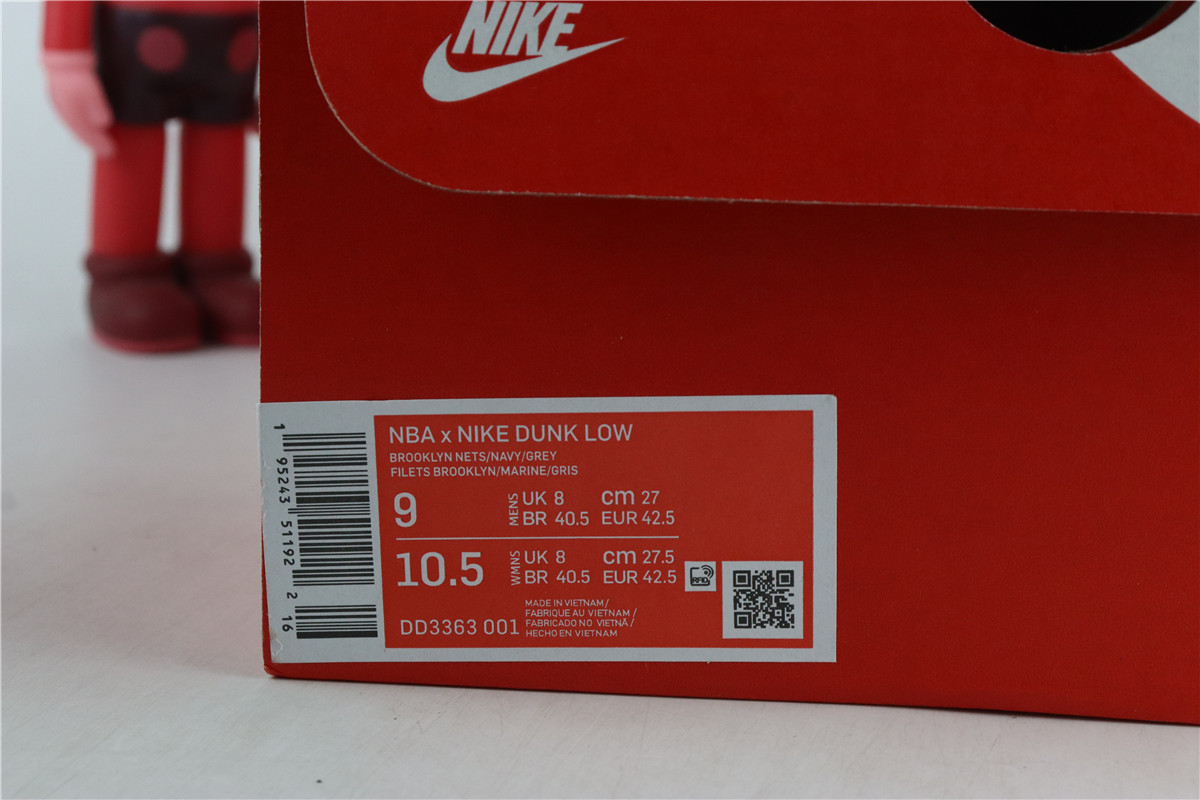 NIKE
NBA x NIKE DUNK LOW
BROOKLYN NETS/NAVY/GREY
FILETS BROOKLYN/MARINE/GRIS
9 MENS UK 8 cm 27
BR 40.5 EUR 42.5
10.5 WMNS UK 8 cm 27.5
BR 40.5 EUR 42.5
RFID
DD3363 001
MADE IN VIETNAM/
FABRIQUE AU VIETNAM/
FABRICADO NO VIETNÃ/
HECHO EN VIETNAM
1 95243 51192 2 16